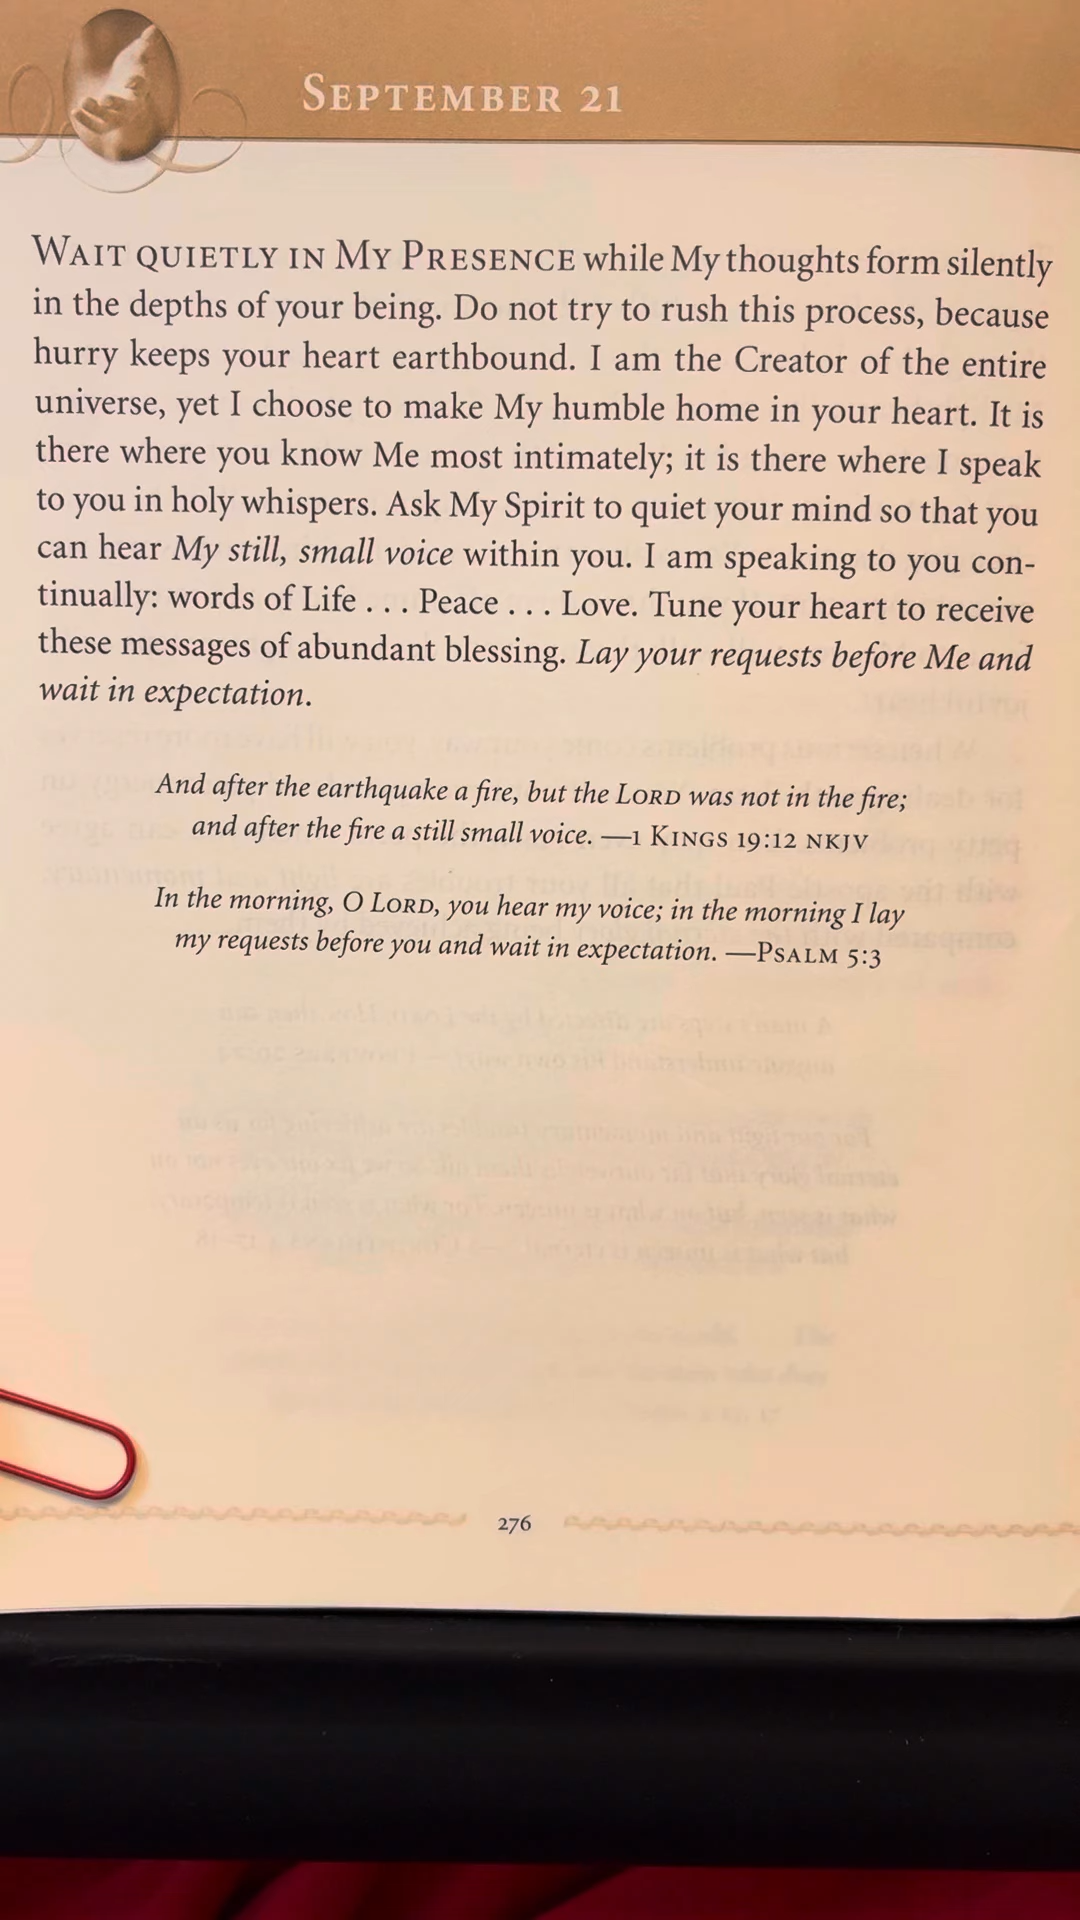 September 21
Wait quietly in My Presence while My thoughts form silently
in the depths of your being. Do not try to rush this process, because
hurry keeps your heart earthbound. I am the Creator of the entire
universe, yet I choose to make My humble home in your heart. It is
there where you know Me most intimately; it is there where I speak
to you in holy whispers. Ask My Spirit to quiet your mind so that you
can hear My still, small voice within you. I am speaking to you con-
tinually: words of Life . . . Peace . . . Love. Tune your heart to receive
these messages of abundant blessing. Lay your requests before Me and
wait in expectation.
And after the earthquake a fire, but the Lord was not in the fire;
and after the fire a still small voice. —1 Kings 19:12 NKJV
In the morning, O Lord, you hear my voice; in the morning I lay
my requests before you and wait in expectation. —Psalm 5:3
276